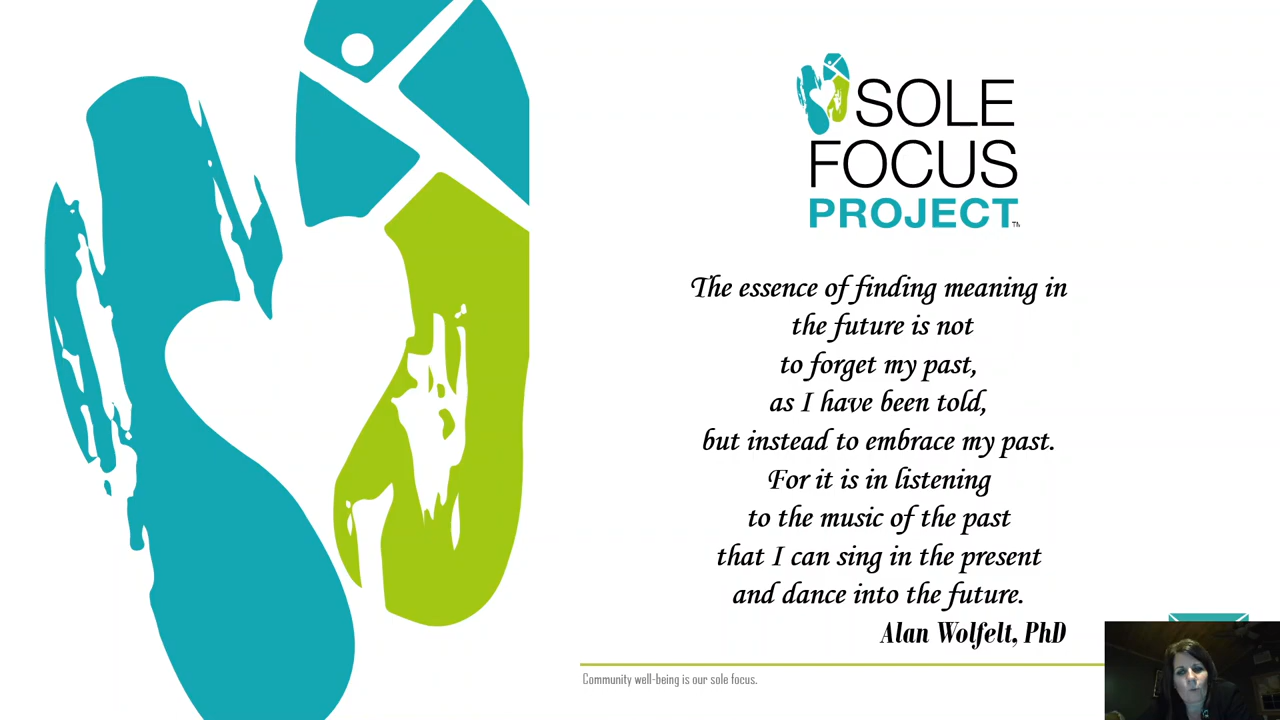 SOLE
FOCUS
PROJECT™
The essence of finding meaning in
the future is not
to forget my past,
as I have been told,
but instead to embrace my past.
For it is in listening
to the music of the past
that I can sing in the present
and dance into the future.
Alan Wolfelt, PhD
Community well-being is our sole focus.